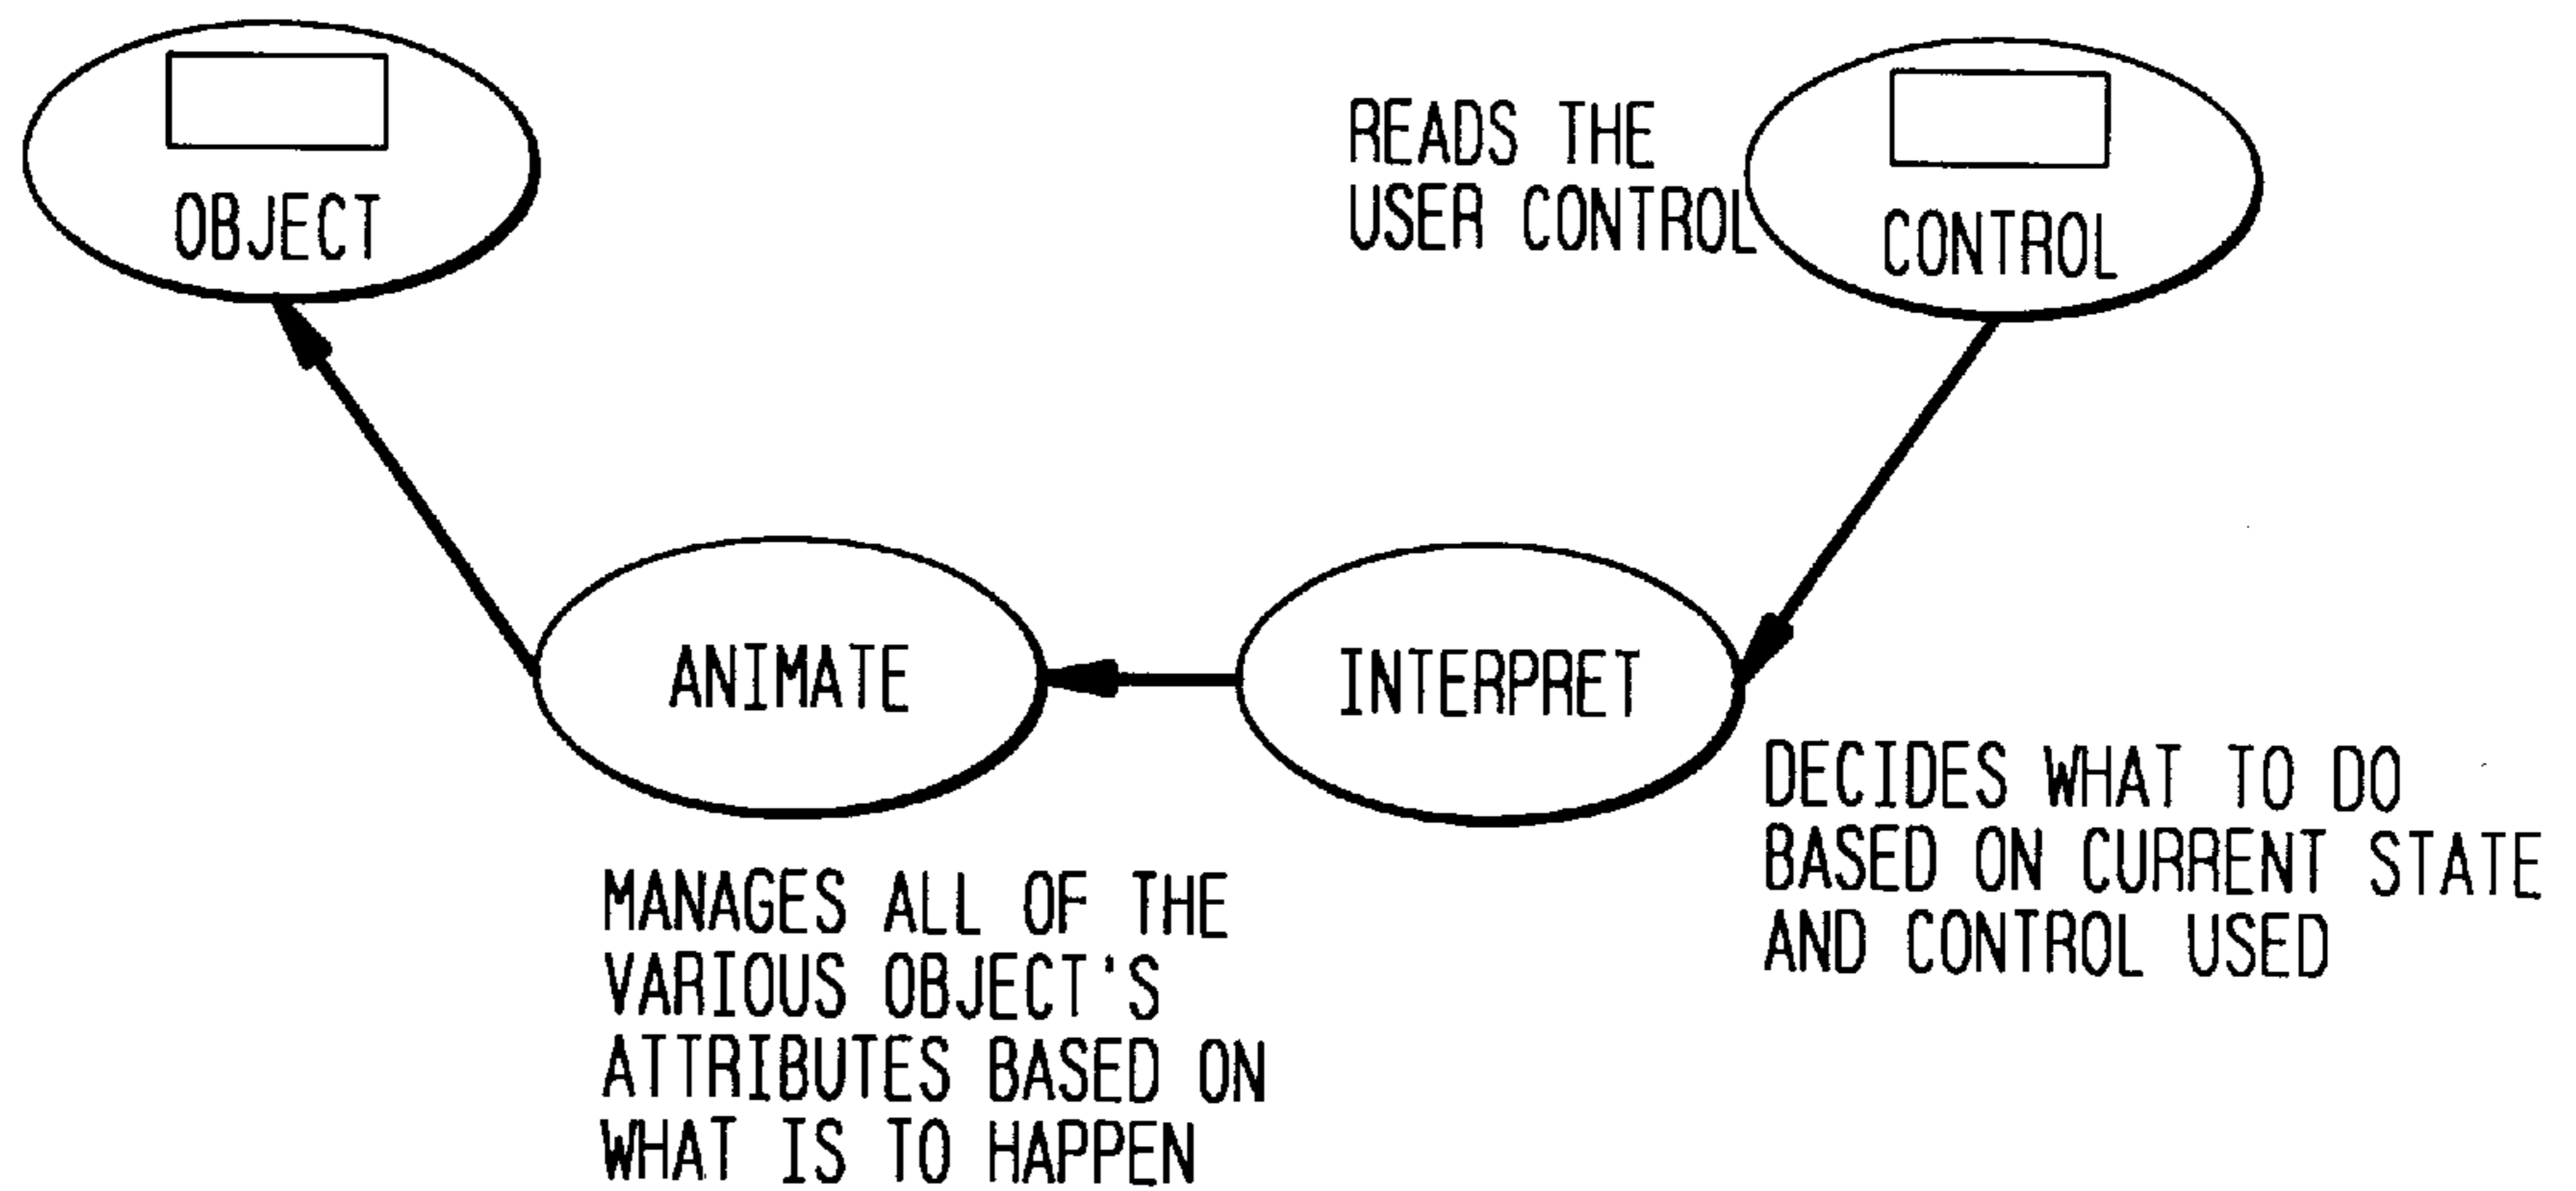 OBJECT
READS THE
USER CONTROL
CONTROL
ANIMATE
INTERPRET
DECIDES WHAT TO DO
BASED ON CURRENT STATE
AND CONTROL USED
MANAGES ALL OF THE
VARIOUS OBJECT'S
ATTRIBUTES BASED ON
WHAT IS TO HAPPEN